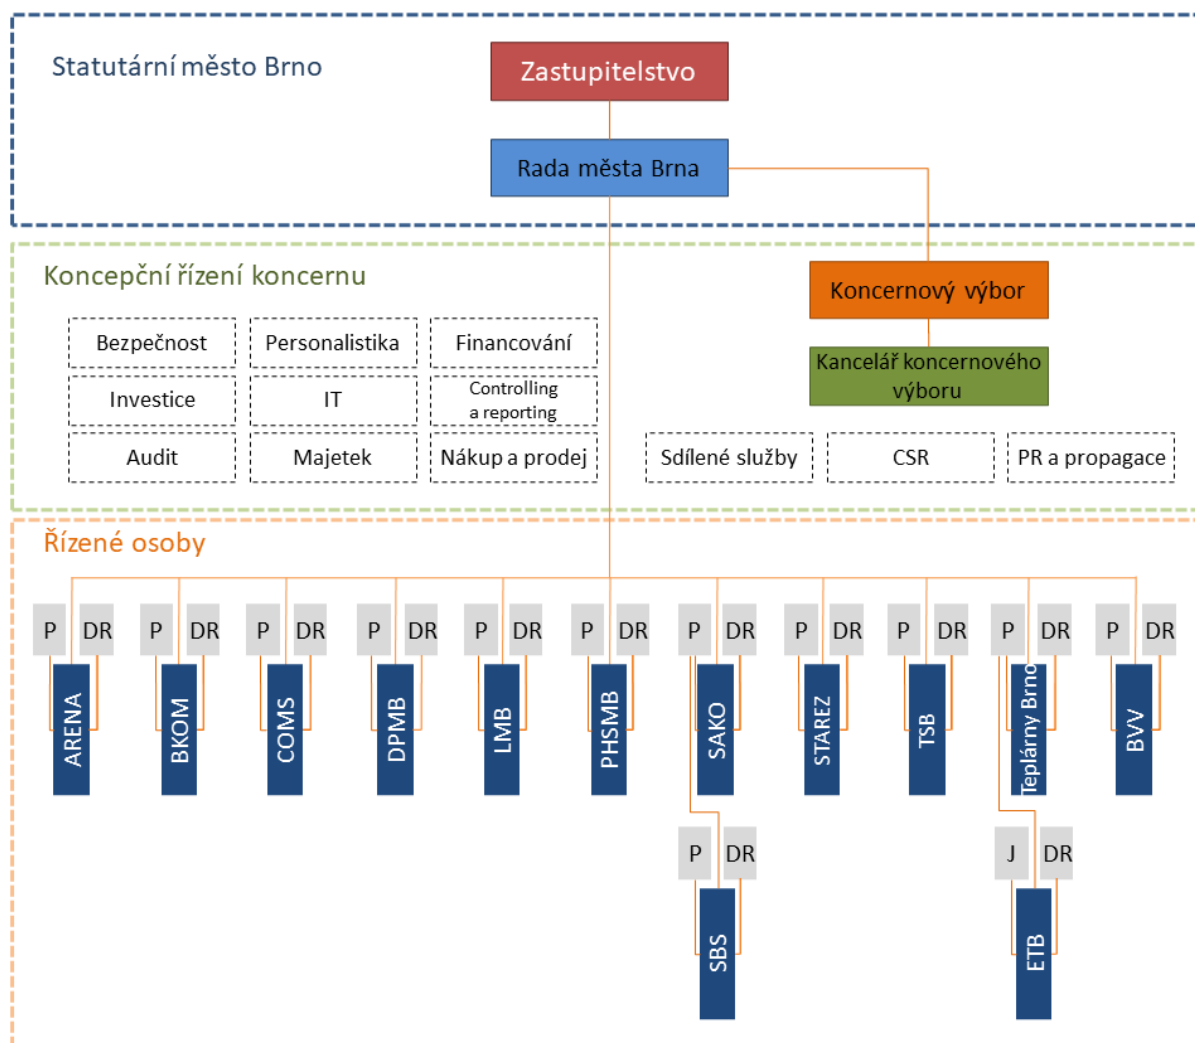 Statutární město Brno
Zastupitelstvo
Rada města Brna
Koncepční řízení koncernu
Koncernový výbor
Kancelář koncernového
výboru
Bezpečnost
Personalistika
Financování
Investice
IT
Controlling
a reporting
Audit
Majetek
Nákup a prodej
Sdílené služby
CSR
PR a propagace
Řízené osoby
P DR
P DR
P DR
P DR
P DR
P DR
P DR
P DR
P DR
P DR
P DR
ARENA
BKOM
COMS
DPMB
LMB
PHSMB
SAKO
STAREZ
TSB
Teplárny Brno
BVV
P DR
J DR
SBS
ETB